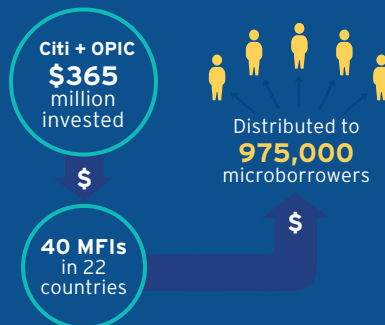 Citi + OPIC
$365
million
invested
$
40 MFIs
in 22
countries
$
Distributed to
975,000
microborrowers